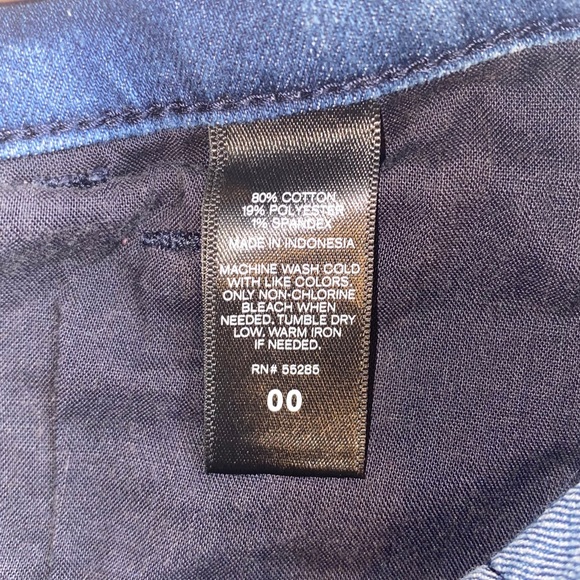 80% COTTON
19% POLYESTER
1% SPANDEX
MADE IN INDONESIA
MACHINE WASH COLD
WITH LIKE COLORS.
ONLY NON-CHLORINE
BLEACH WHEN
NEEDED. TUMBLE DRY
LOW. WARM IRON
IF NEEDED.
RN# 55285
00